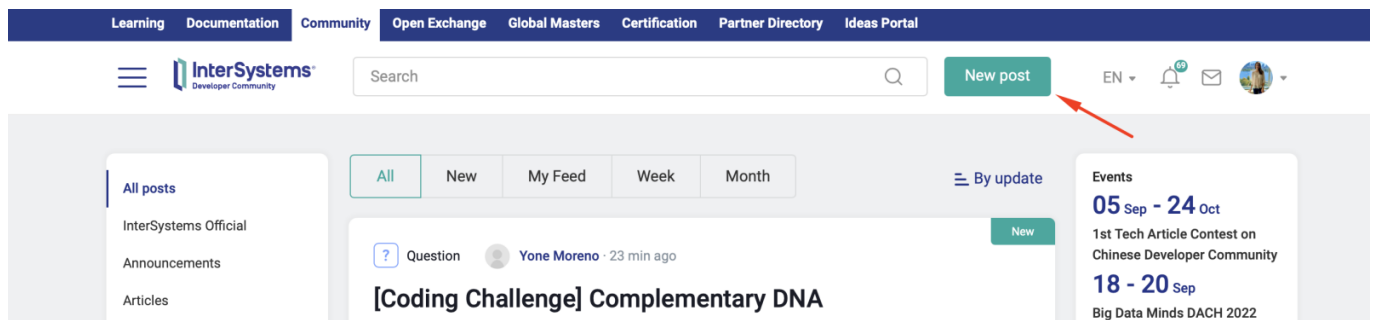 Learning Documentation Community Open Exchange Global Masters Certification Partner Directory Ideas Portal
InterSystems®
Developer Community
Search
New post
EN
69
All posts
InterSystems Official
Announcements
Articles
All New My Feed Week Month
By update
New
? Question Yone Moreno · 23 min ago
[Coding Challenge] Complementary DNA
Events
05 Sep - 24 Oct
1st Tech Article Contest on
Chinese Developer Community
18 - 20 Sep
Big Data Minds DACH 2022